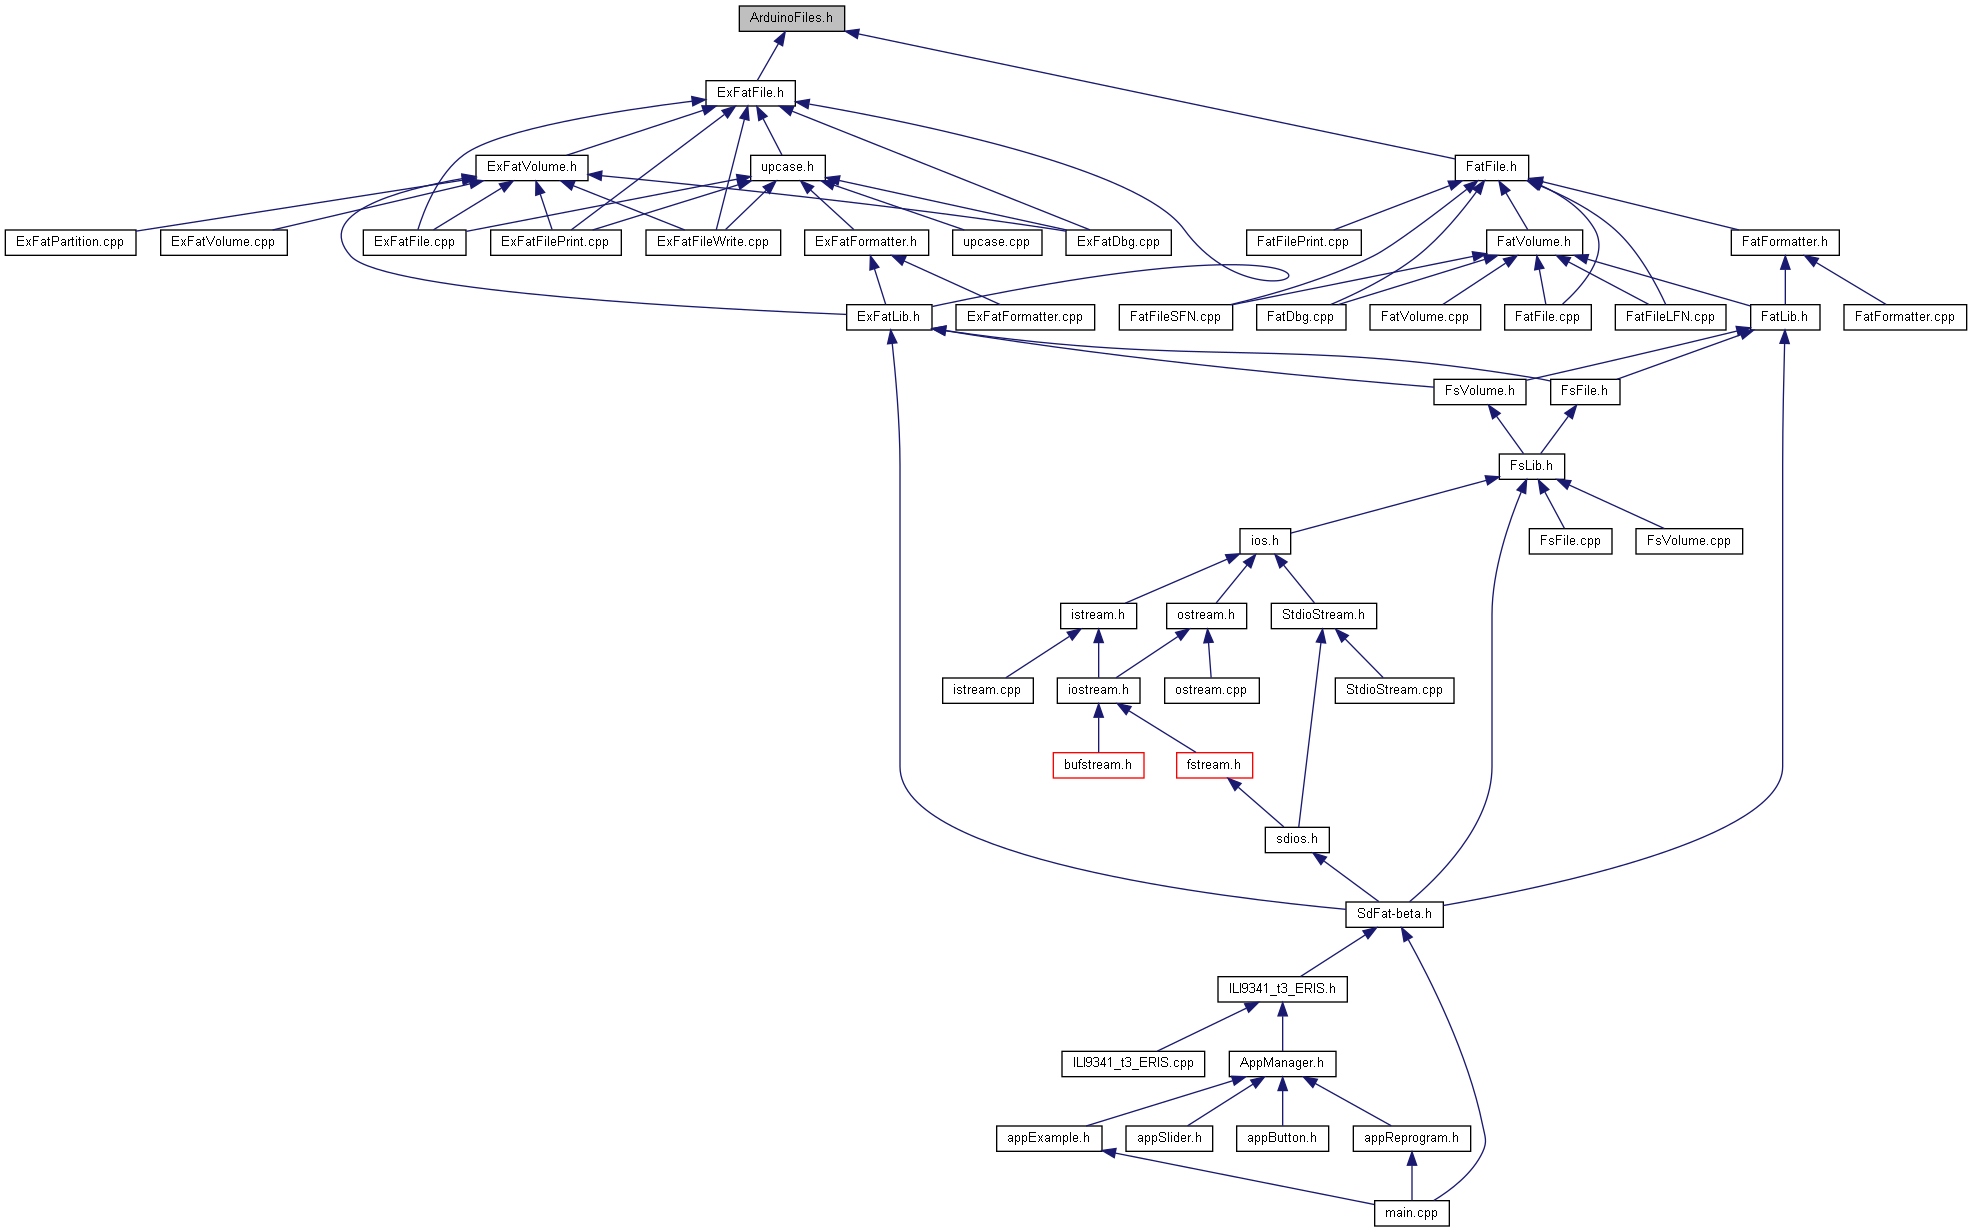 ArduinoFiles.h
ExFatFile.h
ExFatVolume.h
upcase.h
FatFile.h
ExFatPartition.cpp
ExFatVolume.cpp
ExFatFile.cpp
ExFatFilePrint.cpp
ExFatFileWrite.cpp
ExFatFormatter.h
upcase.cpp
ExFatDbg.cpp
FatFilePrint.cpp
FatVolume.h
FatFormatter.h
ExFatLib.h
ExFatFormatter.cpp
FatFileSFN.cpp
FatDbg.cpp
FatVolume.cpp
FatFile.cpp
FatFileLFN.cpp
FatLib.h
FatFormatter.cpp
FsVolume.h
FsFile.h
FsLib.h
ios.h
FsFile.cpp
FsVolume.cpp
istream.h
ostream.h
StdioStream.h
istream.cpp
iostream.h
ostream.cpp
StdioStream.cpp
bufstream.h
fstream.h
sdios.h
SdFat-beta.h
ILI9341_t3_ERIS.h
ILI9341_t3_ERIS.cpp
AppManager.h
appExample.h
appSlider.h
appButton.h
appReprogram.h
main.cpp